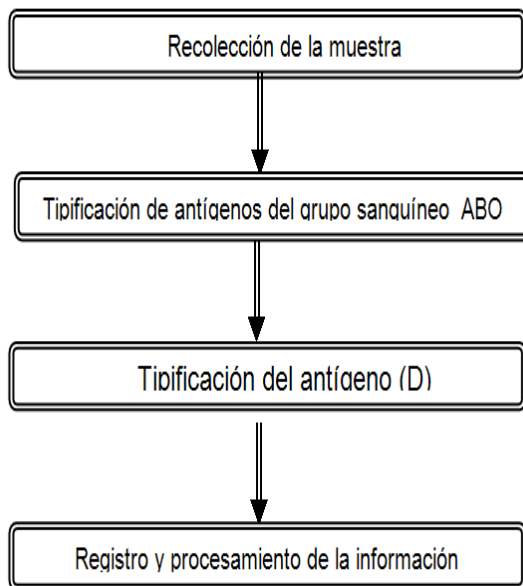 Recolección de la muestra
Tipificación de antígenos del grupo sanguíneo ABO
Tipificación del antígeno (D)
Registro y procesamiento de la información